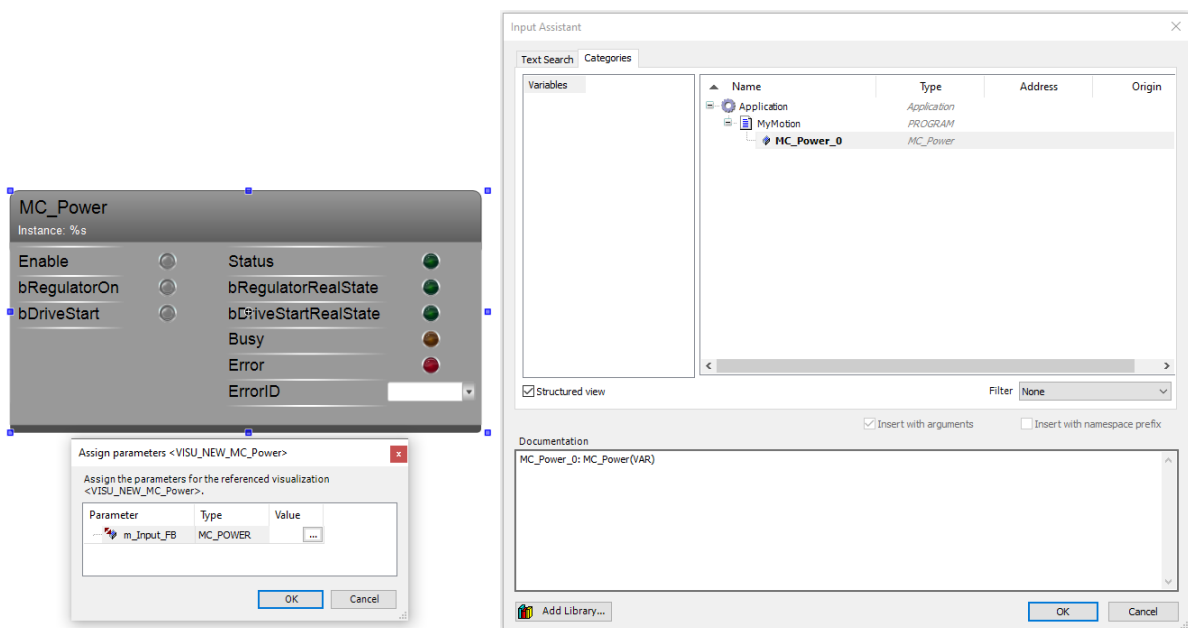 MC_Power
Instance: %s
Enable
Status
bRegulatorOn
bRegulatorRealState
bDriveStart
bDriveStartRealState
Busy
Error
ErrorID
Assign parameters <VISU_NEW_MC_Power>
x
Assign the parameters for the referenced visualization
<VISU_NEW_MC_Power>.
Parameter Type Value
m_Input_FB MC_POWER ...
OK Cancel
Input Assistant
Text Search Categories
Variables
Name Type Address Origin
Application Application
MyMotion PROGRAM
MC_Power_0 MC_Power
Structured view
Filter None
Insert with arguments Insert with namespace prefix
Documentation
MC_Power_0: MC_Power(VAR)
Add Library...
OK Cancel